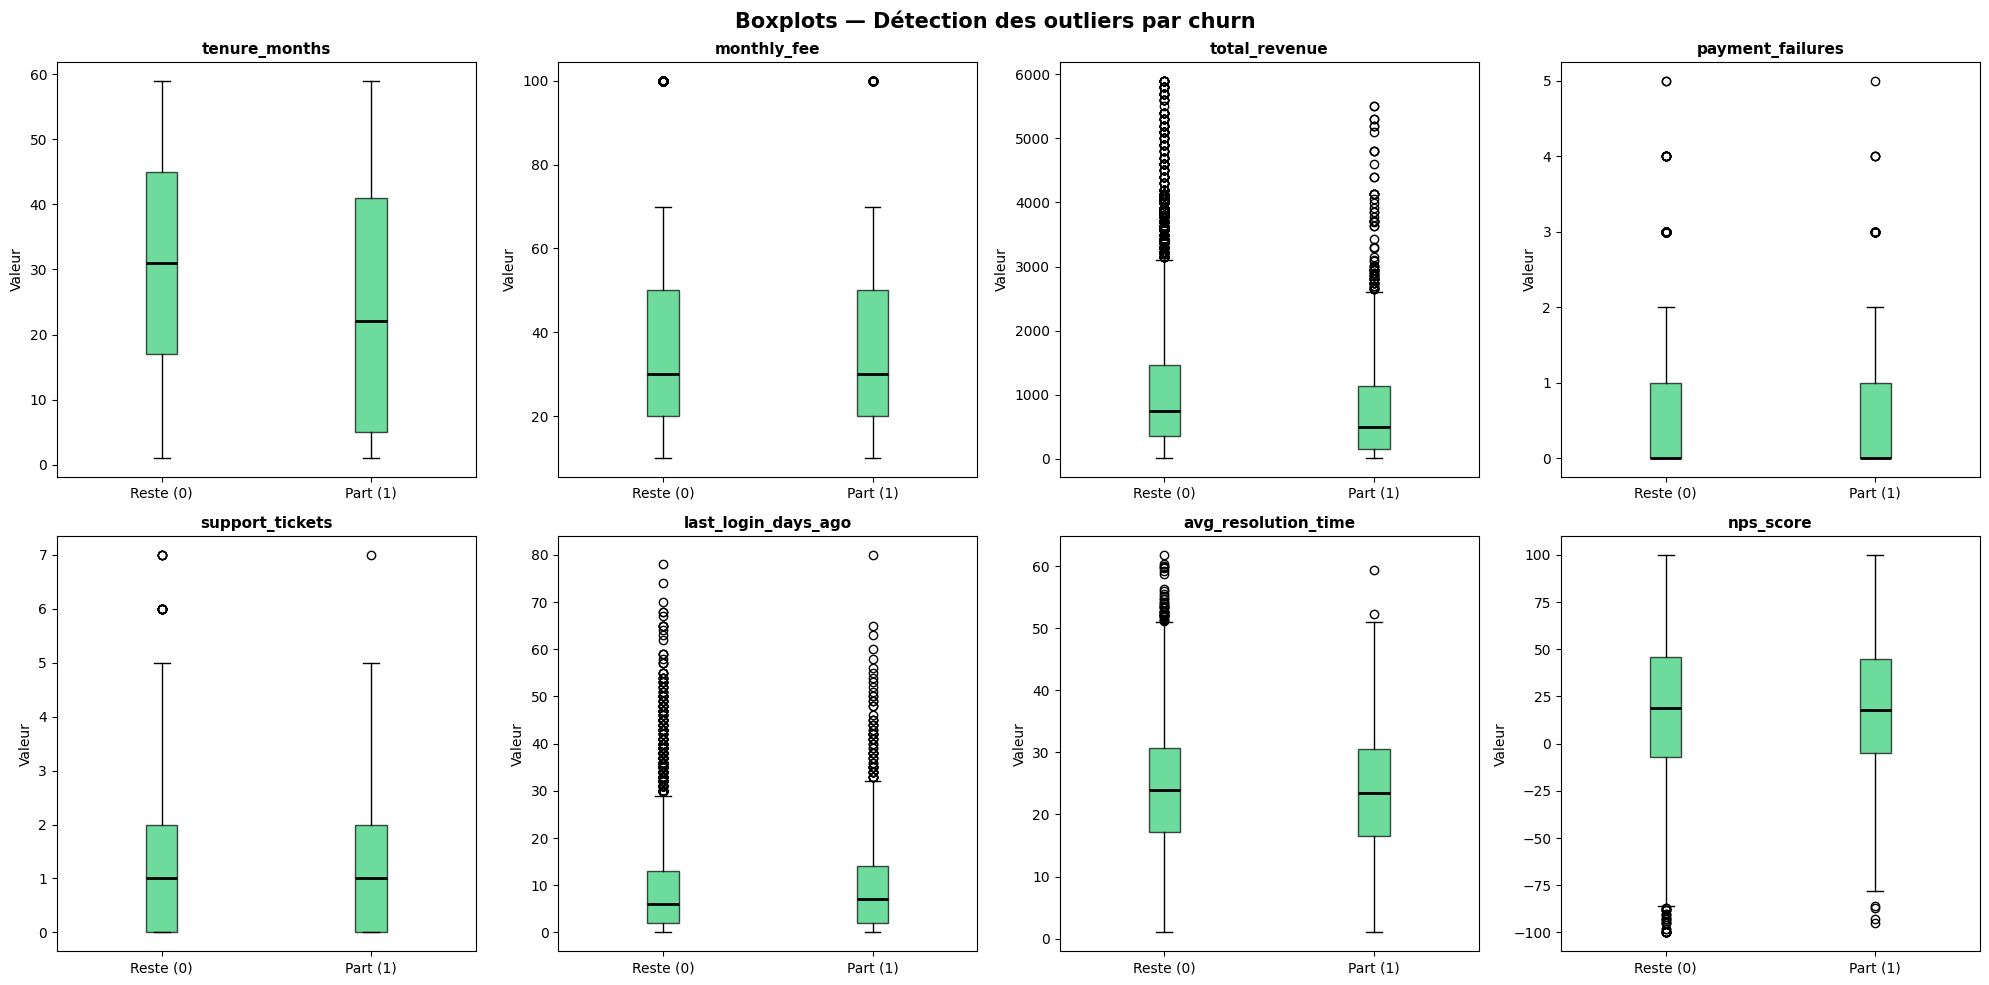 Boxplots — Détection des outliers par churn
tenure_months
Valeur
60
50
40
30
20
10
0
Reste (0)
Part (1)
monthly_fee
Valeur
100
80
60
40
20
Reste (0)
Part (1)
total_revenue
Valeur
6000
5000
4000
3000
2000
1000
0
Reste (0)
Part (1)
payment_failures
Valeur
5
4
3
2
1
0
Reste (0)
Part (1)
support_tickets
Valeur
7
6
5
4
3
2
1
0
Reste (0)
Part (1)
last_login_days_ago
Valeur
80
70
60
50
40
30
20
10
0
Reste (0)
Part (1)
avg_resolution_time
Valeur
60
50
40
30
20
10
0
Reste (0)
Part (1)
nps_score
Valeur
100
75
50
25
0
−25
−50
−75
−100
Reste (0)
Part (1)